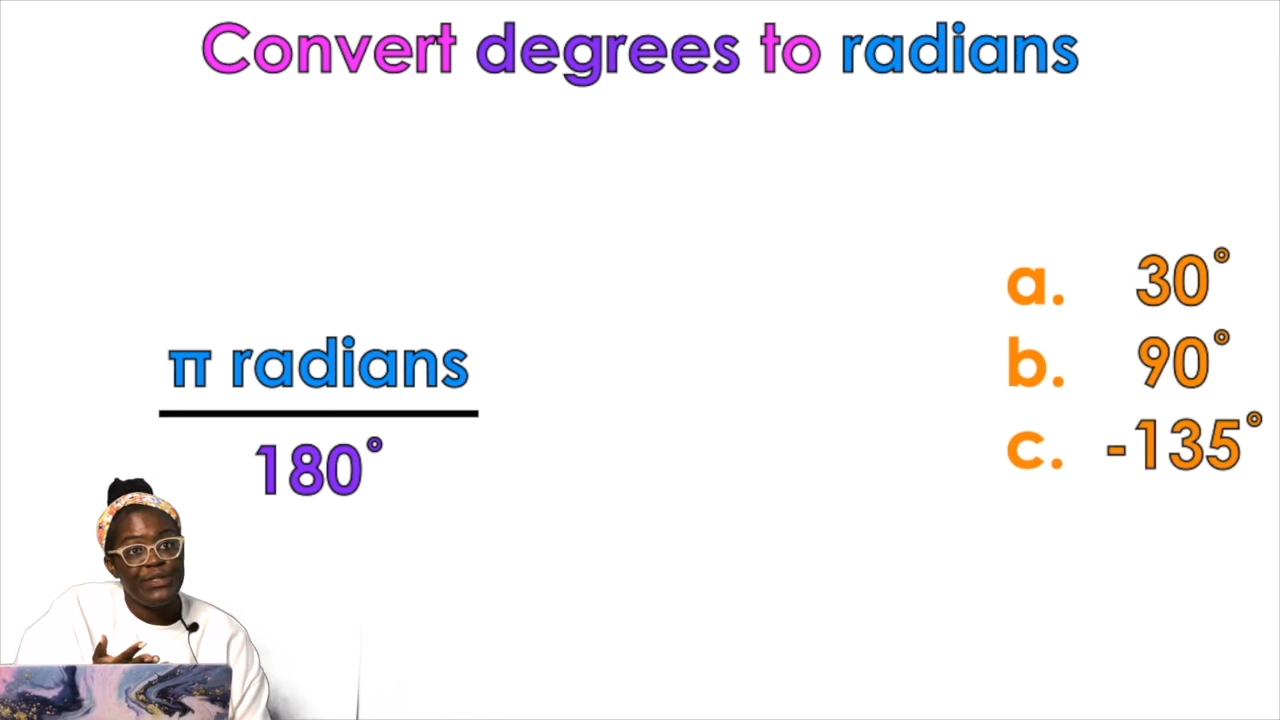 Convert degrees to radians
π radians
180°
a. 30°
b. 90°
c. -135°